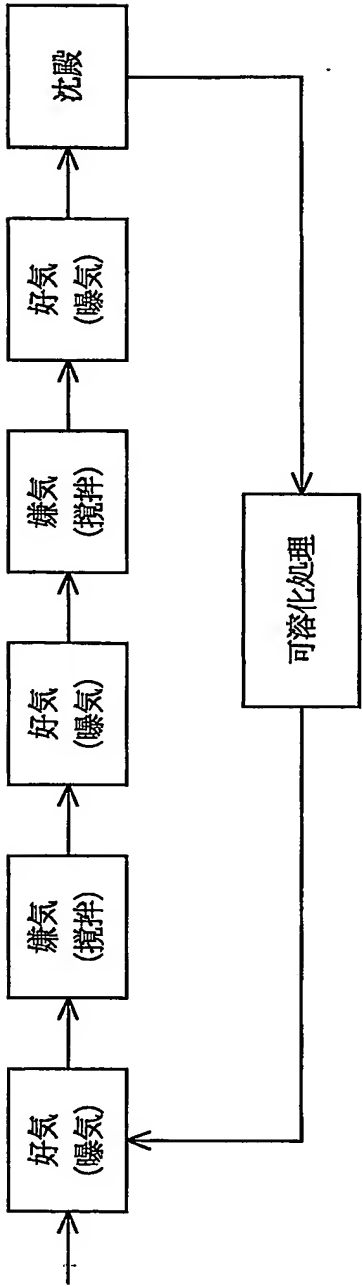 好気
(曝気)
嫌気
(撹拌)
好気
(曝気)
嫌気
(撹拌)
好気
(曝気)
沈殿
可溶化処理